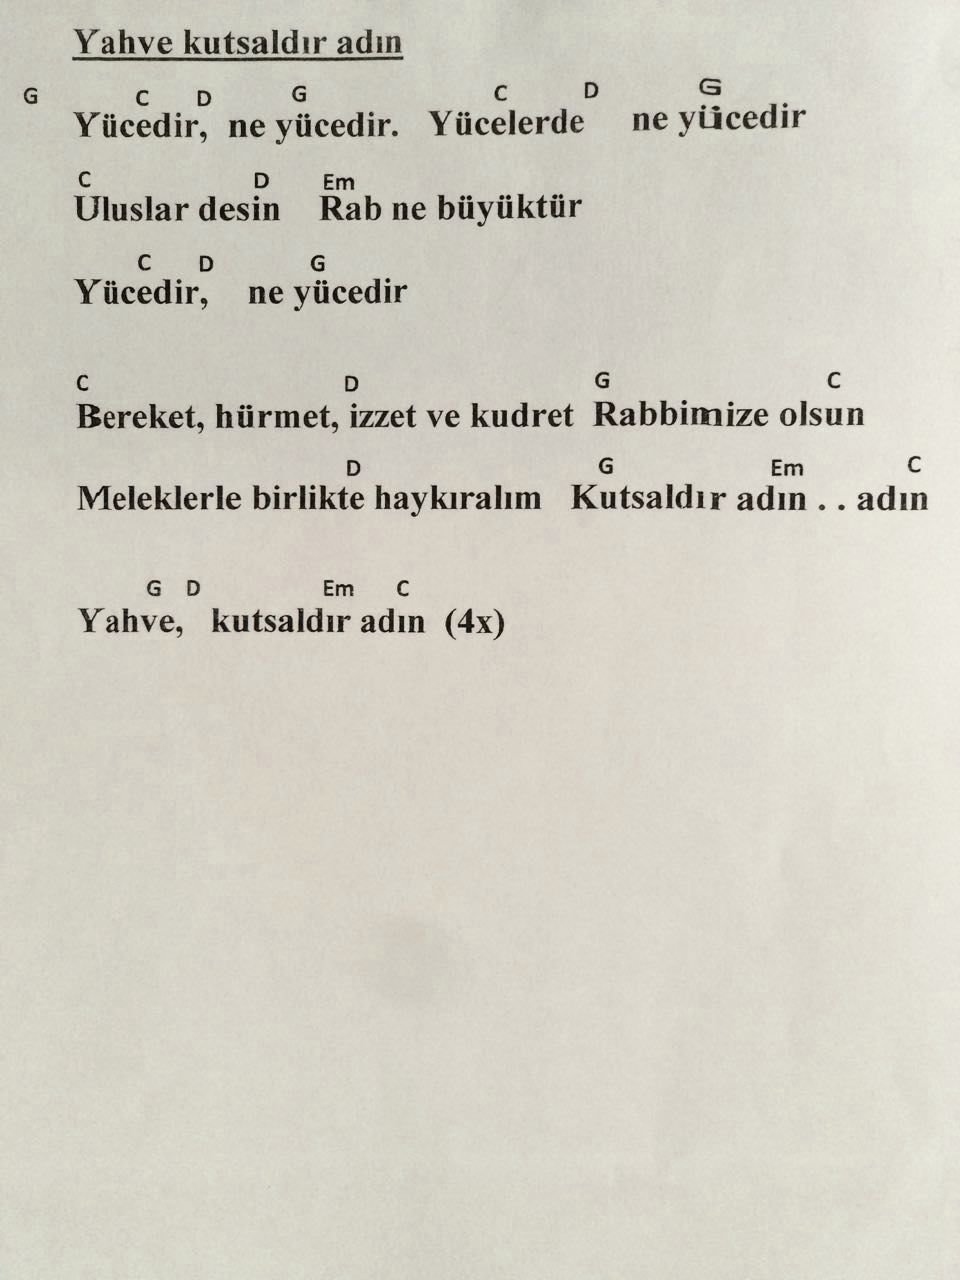 Yahve kutsaldır adın
G C D G C D G
Yücedir, ne yücedir. Yücelerde ne yücedir
C D Em
Uluslar desin Rab ne büyüktür
C D G
Yücedir, ne yücedir
C D G C
Bereket, hürmet, izzet ve kudret Rabbimize olsun
D G Em C
Meleklerle birlikte haykıralım Kutsaldır adın . . adın
G D Em C
Yahve, kutsaldır adın (4x)